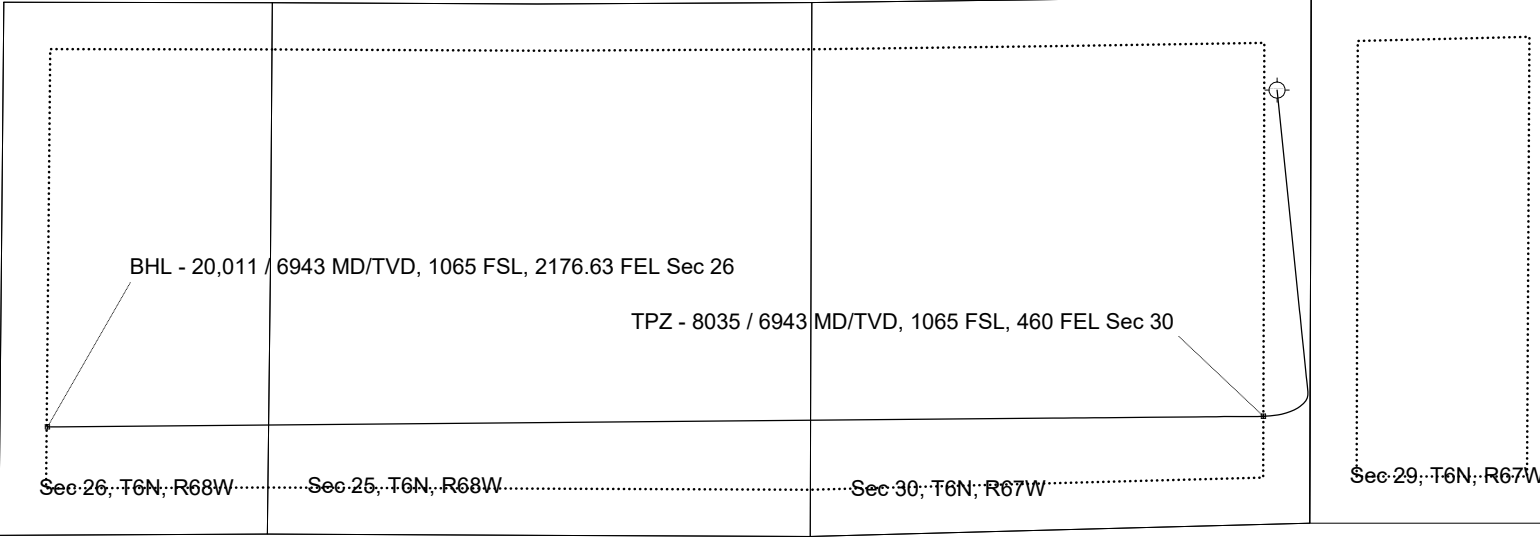 BHL - 20,011 / 6943 MD/TVD, 1065 FSL, 2176.63 FEL Sec 26
TPZ - 8035 / 6943 MD/TVD, 1065 FSL, 460 FEL Sec 30
Sec 26, T6N, R68W
Sec 25, T6N, R68W
Sec 30, T6N, R67W
Sec 29, T6N, R67W